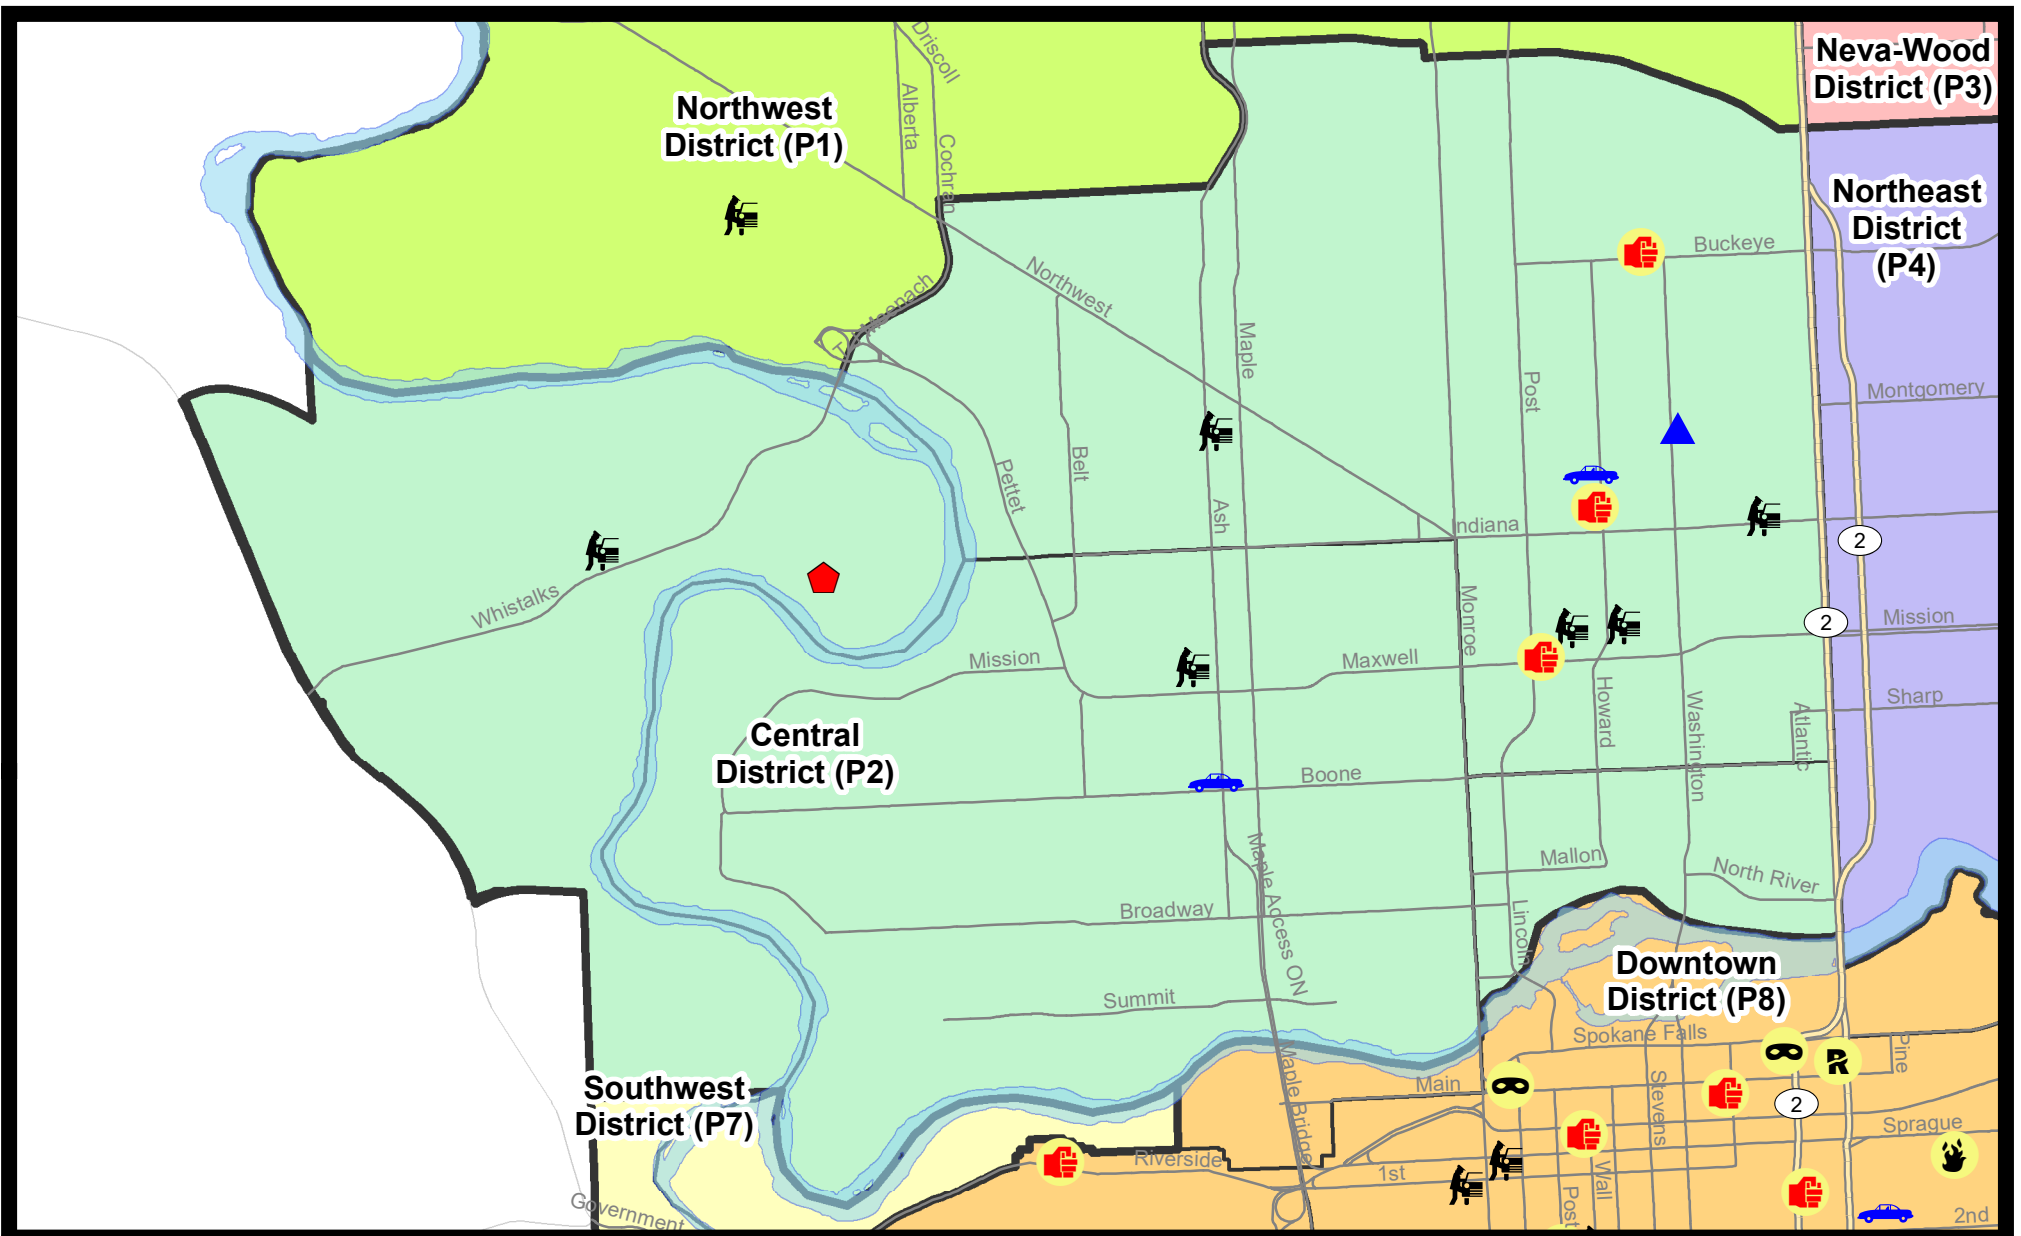 Driscoll
Alberta
Cochran
Northwest
District (P1)
Neva-Wood
District (P3)
Northeast
District
(P4)
Buckeye
Northwest
Maple
Post
Montgomery
Belt
Pettet
Ash
Indiana
2
Whistalks
Monroe
2
Mission
Mission
Maxwell
Howard
Washington
Atlantic
Sharp
Central
District (P2)
Boone
Mallon
North River
Maple Access ON
Broadway
Lincoln
Summit
Downtown
District (P8)
Spokane Falls
R
Pine
Southwest
District (P7)
Maple Bridge
Main
Stevens
2
Sprague
Riverside
1st
Wall
Post
Government
2nd